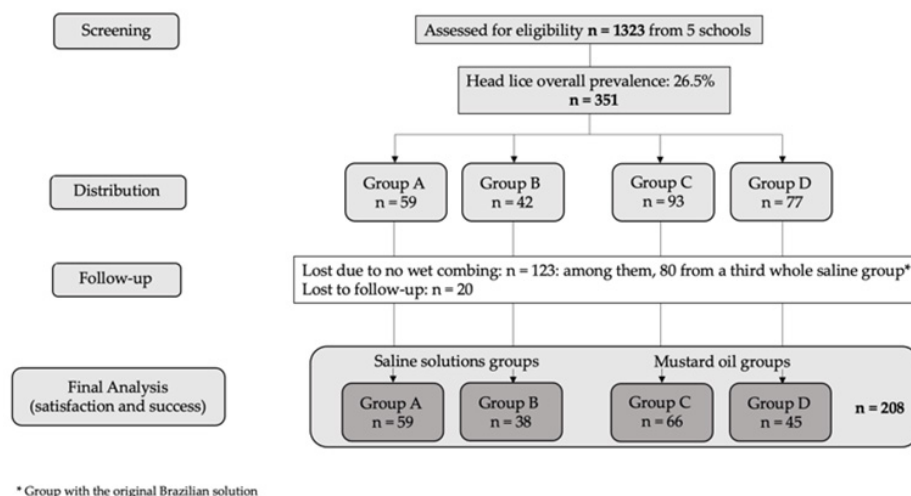 Screening
Assessed for eligibility n = 1323 from 5 schools
Head lice overall prevalence: 26.5%
n = 351
Distribution
Group A
n = 59
Group B
n = 42
Group C
n = 93
Group D
n = 77
Follow-up
Lost due to no wet combing: n = 123: among them, 80 from a third whole saline group*
Lost to follow-up: n = 20
Final Analysis
(satisfaction and success)
Saline solutions groups
Mustard oil groups
Group A
n = 59
Group B
n = 38
Group C
n = 66
Group D
n = 45
n = 208
* Group with the original Brazilian solution